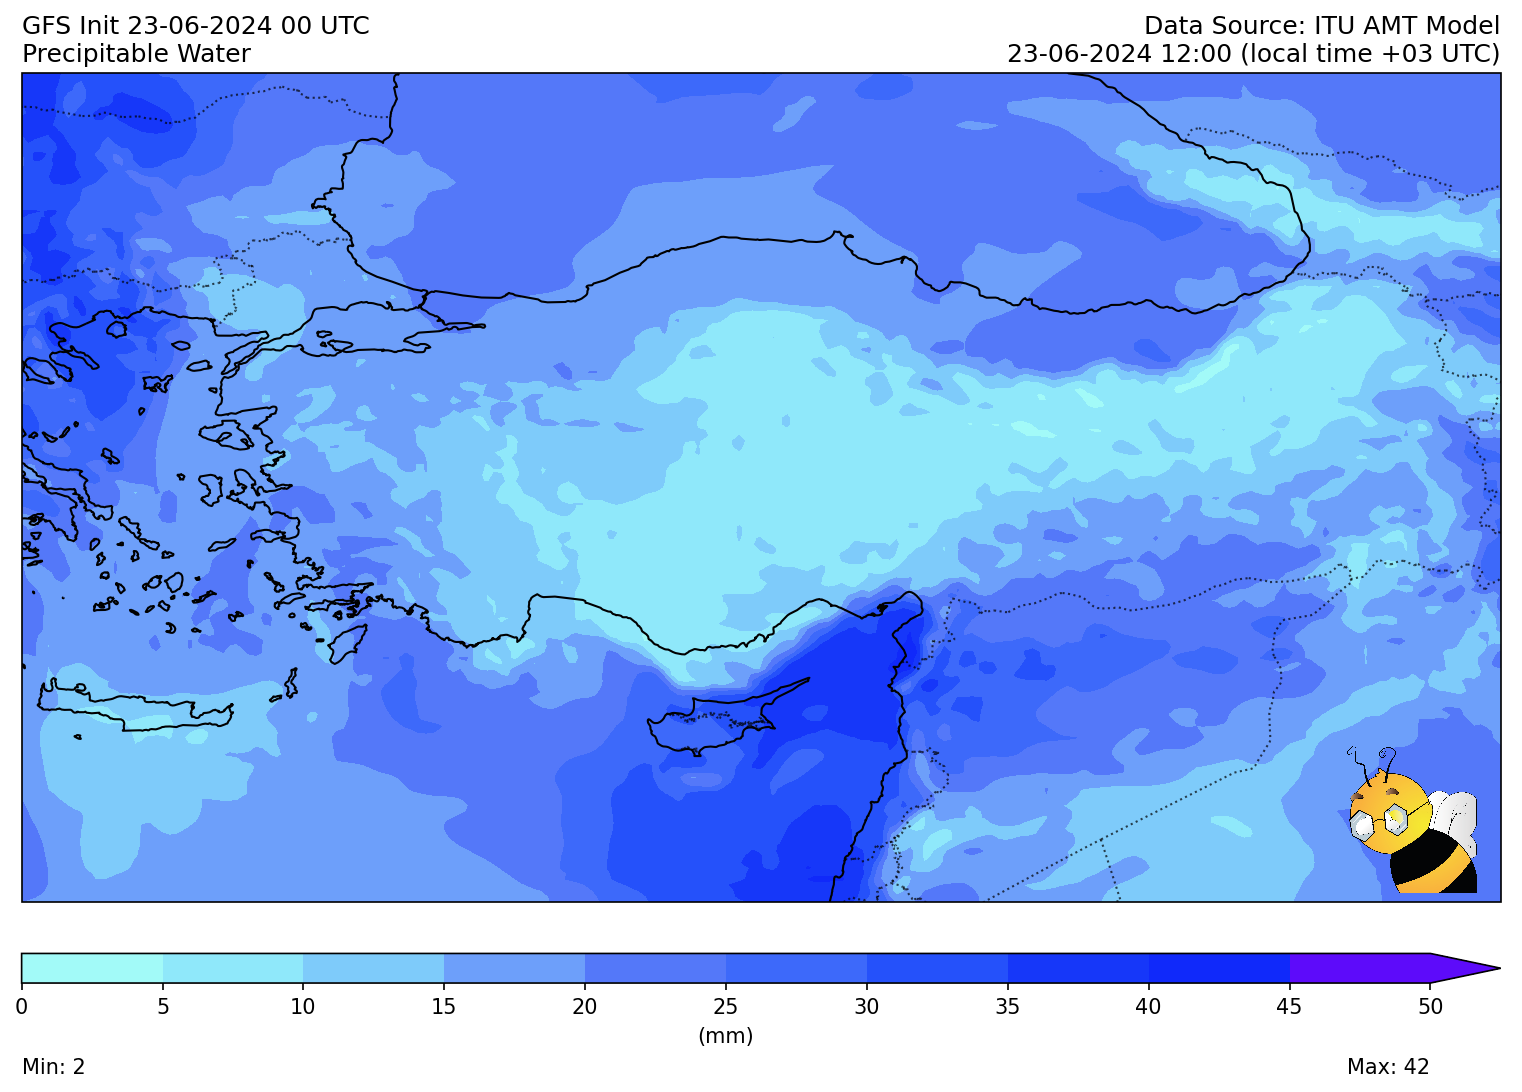 GFS Init 23-06-2024 00 UTC
Data Source: ITU AMT Model
Precipitable Water
23-06-2024 12:00 (local time +03 UTC)
0 5 10 15 20 25 30 35 40 45 50
(mm)
Min: 2
Max: 42